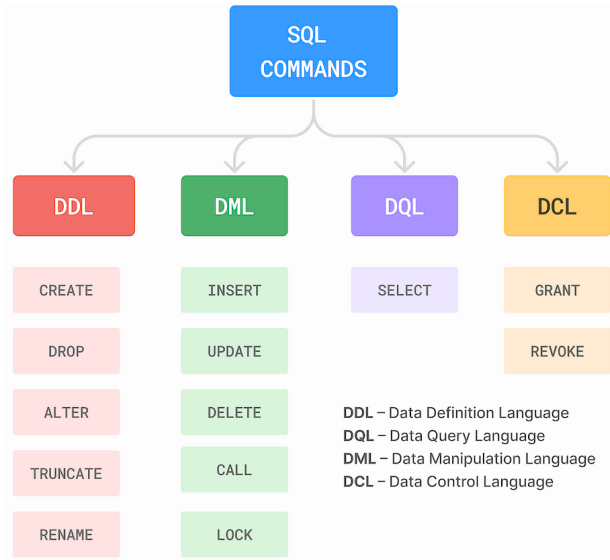 SQL
COMMANDS
DDL
DML
DQL
DCL
CREATE
INSERT
SELECT
GRANT
DROP
UPDATE
REVOKE
ALTER
DELETE
TRUNCATE
CALL
RENAME
LOCK
DDL – Data Definition Language
DQL – Data Query Language
DML – Data Manipulation Language
DCL – Data Control Language